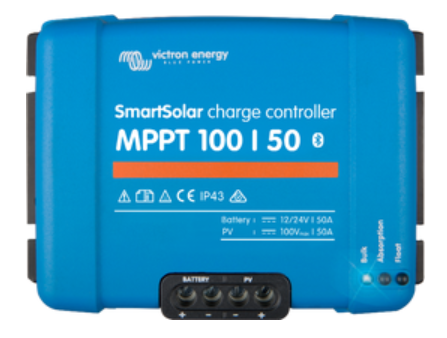 victron energy
BLUE POWER
SmartSolar charge controller
MPPT 100 | 50
CE IP43
Battery : 12/24V | 50A
PV : 100Vmax | 50A
Bulk
Absorption
Float
BATTERY PV
+ - - +